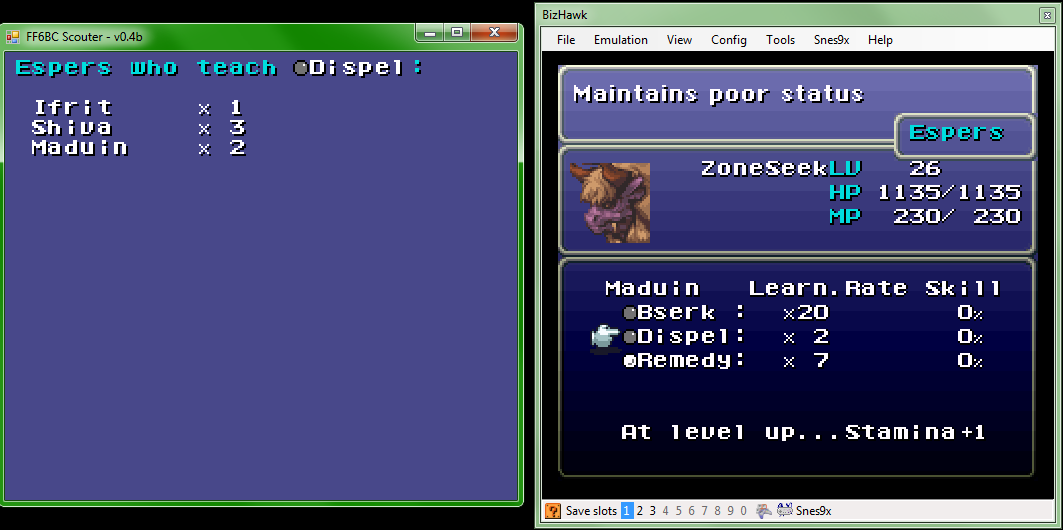 FF6BC Scouter - v0.4b
Espers who teach Dispel:
Ifrit x 1
Shiva x 3
Maduin x 2
BizHawk
File Emulation View Config Tools Snes9x Help
Maintains poor status
Espers
ZoneSeek LV 26
HP 1135/1135
MP 230/ 230
Maduin Learn.Rate Skill
Bserk : x20 0%
Dispel: x 2 0%
Remedy: x 7 0%
At level up...Stamina+1
Save slots 1 2 3 4 5 6 7 8 9 0 Snes9x